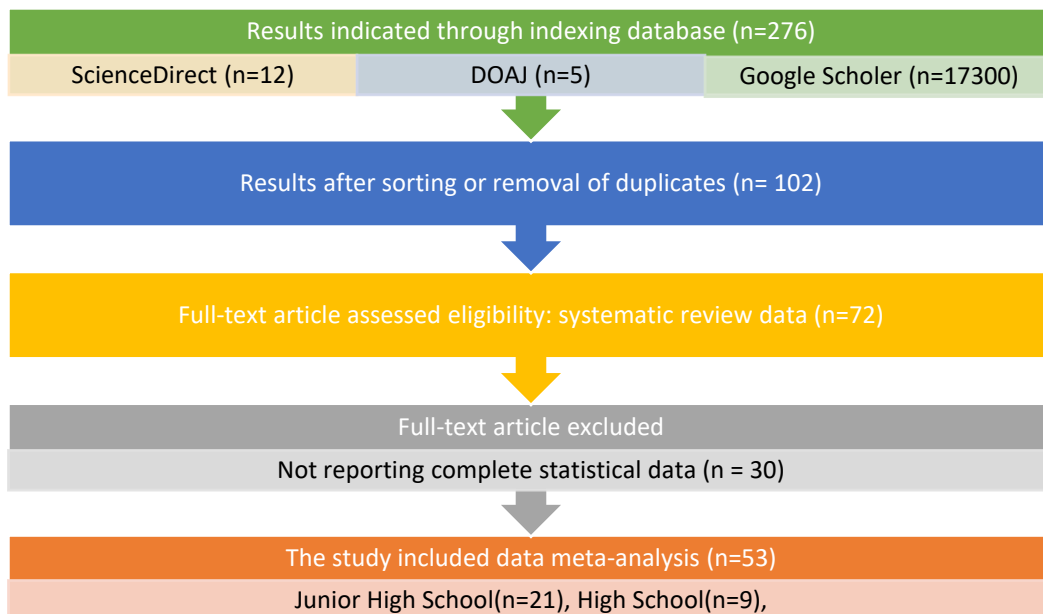 Results indicated through indexing database (n=276)
ScienceDirect (n=12) DOAJ (n=5) Google Scholer (n=17300)
Results after sorting or removal of duplicates (n= 102)
Full-text article assessed eligibility: systematic review data (n=72)
Full-text article excluded
Not reporting complete statistical data (n = 30)
The study included data meta-analysis (n=53)
Junior High School(n=21), High School(n=9),